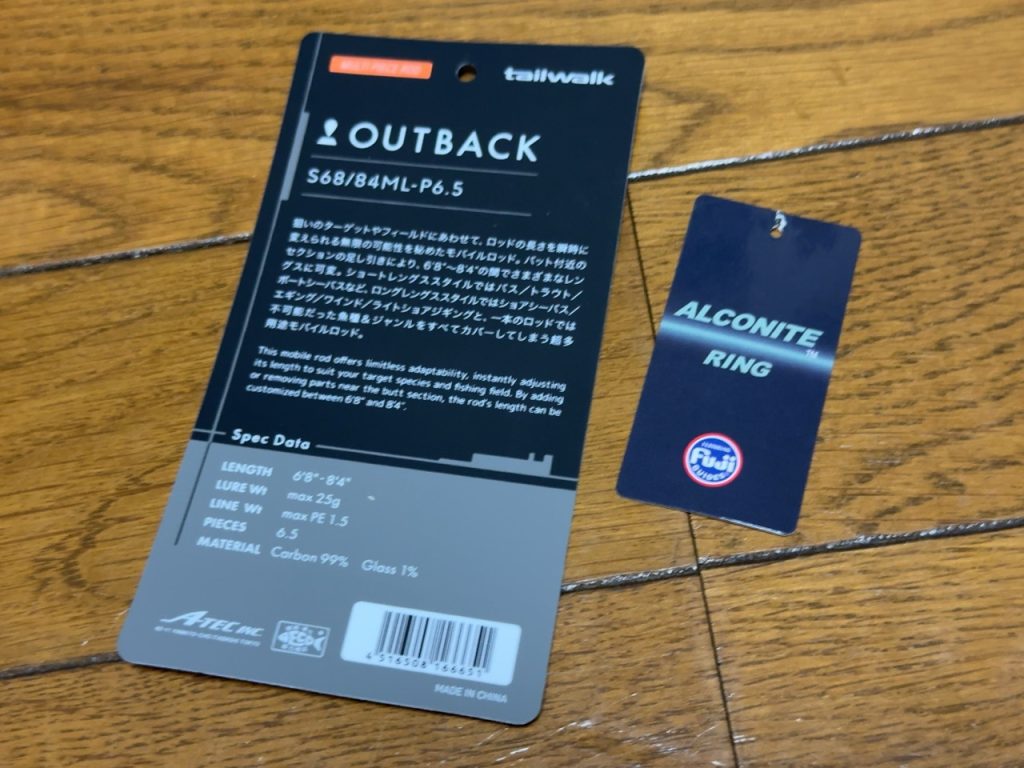 MULTI PIECE ROD
tailwalk
OUTBACK
S68/84ML-P6.5
狙いのターゲットやフィールドにあわせて、ロッドの長さを瞬時に
変えられる無限の可能性を秘めたモバイルロッド。バット付近の
セクションの足し引きにより、6'8"〜8'4"の間でさまざまなレン
グスに可変。ショートレングススタイルではバス／トラウト／
ボートシーバスなど、ロングレングススタイルではショアシーバス／
エギング／ワインド／ライトショアジギングと、一本のロッドでは
不可能だった魚種&ジャンルをすべてカバーしてしまう超多
用途モバイルロッド。
This mobile rod offers limitless adaptability, instantly adjusting
its length to suit your target species and fishing field. By adding
or removing parts near the butt section, the rod's length can be
customized between 6'8" and 8'4".
Spec Data
LENGTH 6'8"-8'4"
LURE Wt max 25g
LINE Wt max PE 1.5
PIECES 6.5
MATERIAL Carbon 99% Glass 1%
A-TEC INC
4 516508 166651
MADE IN CHINA
ALCONITE™
RING
Fuji
GUIDES